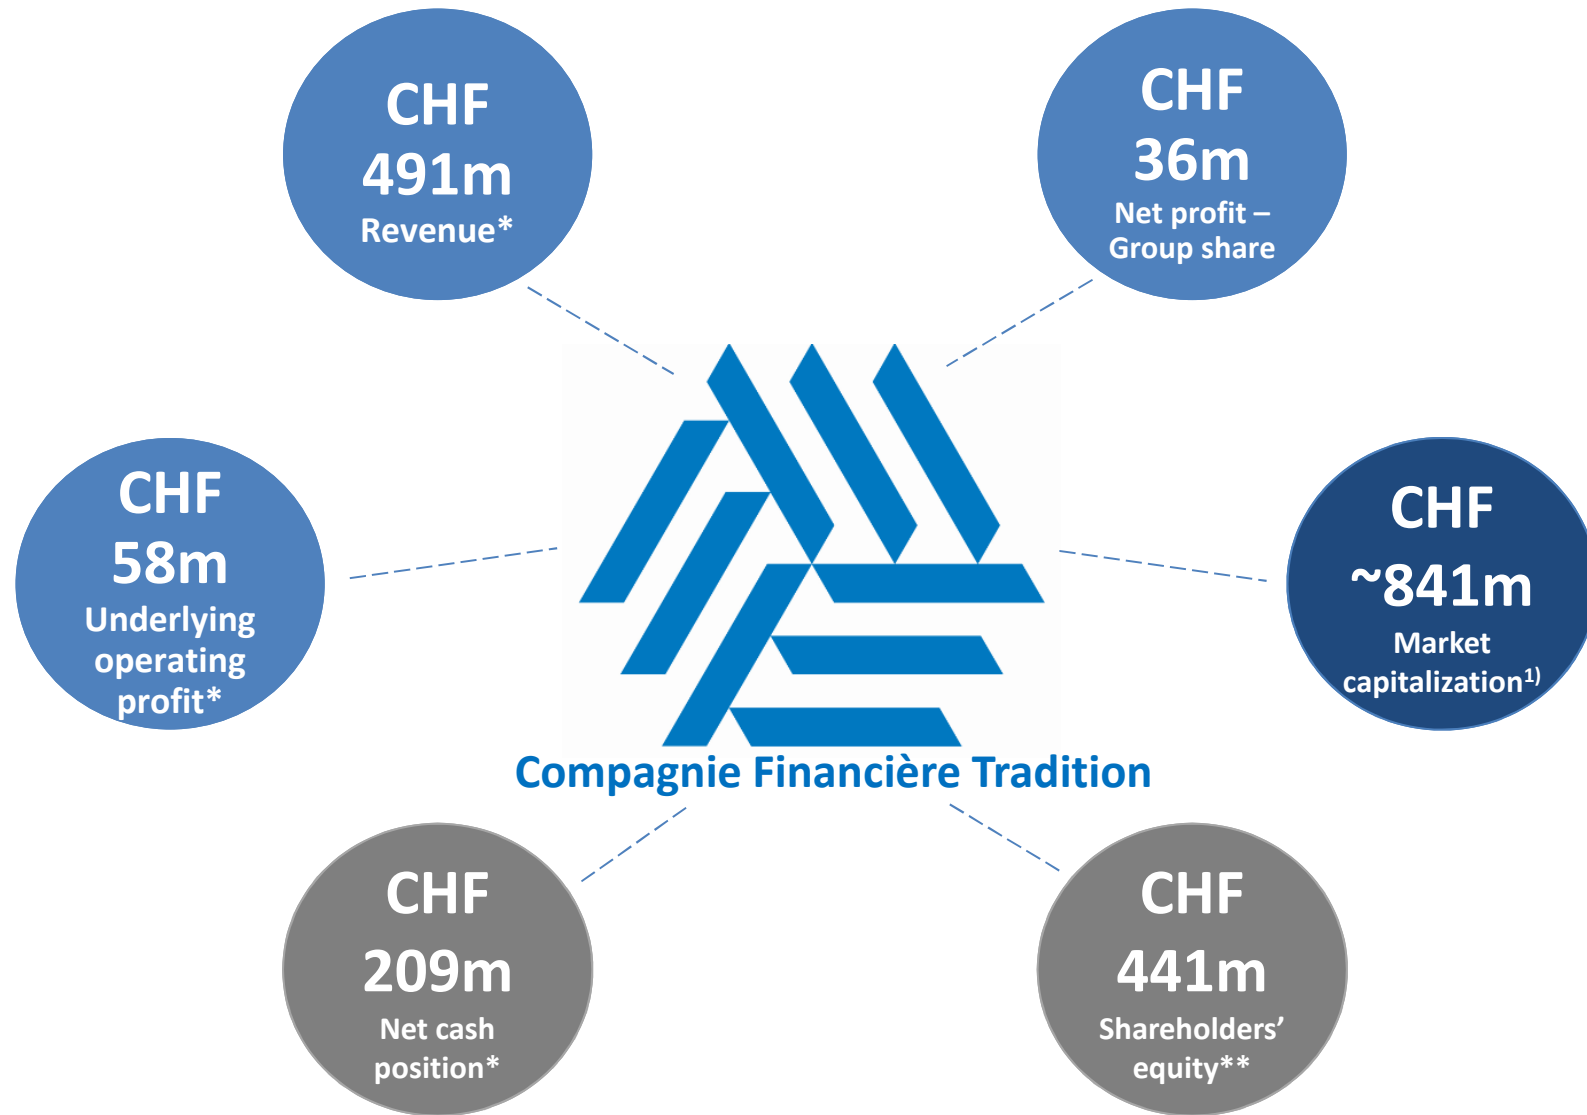 CHF
491m
Revenue*
CHF
36m
Net profit –
Group share
CHF
58m
Underlying
operating
profit*
CHF
~841m
Market
capitalization1)
Compagnie Financière Tradition
CHF
209m
Net cash
position*
CHF
441m
Shareholders’
equity**